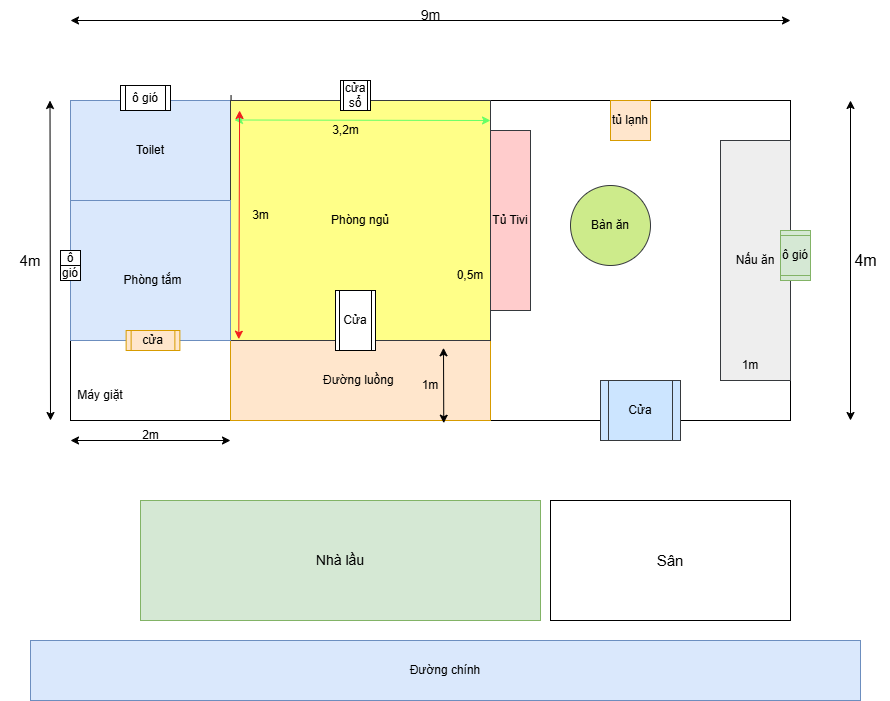 9m
ô gió
cửa
sổ
tủ lạnh
3,2m
Toilet
3m
Phòng ngủ
Tủ Tivi
Bàn ăn
4m
ô
gió
Phòng tắm
0,5m
Nấu ăn
ô gió
4m
cửa
Cửa
Máy giặt
Đường luồng
1m
1m
Cửa
2m
Nhà lầu
Sân
Đường chính